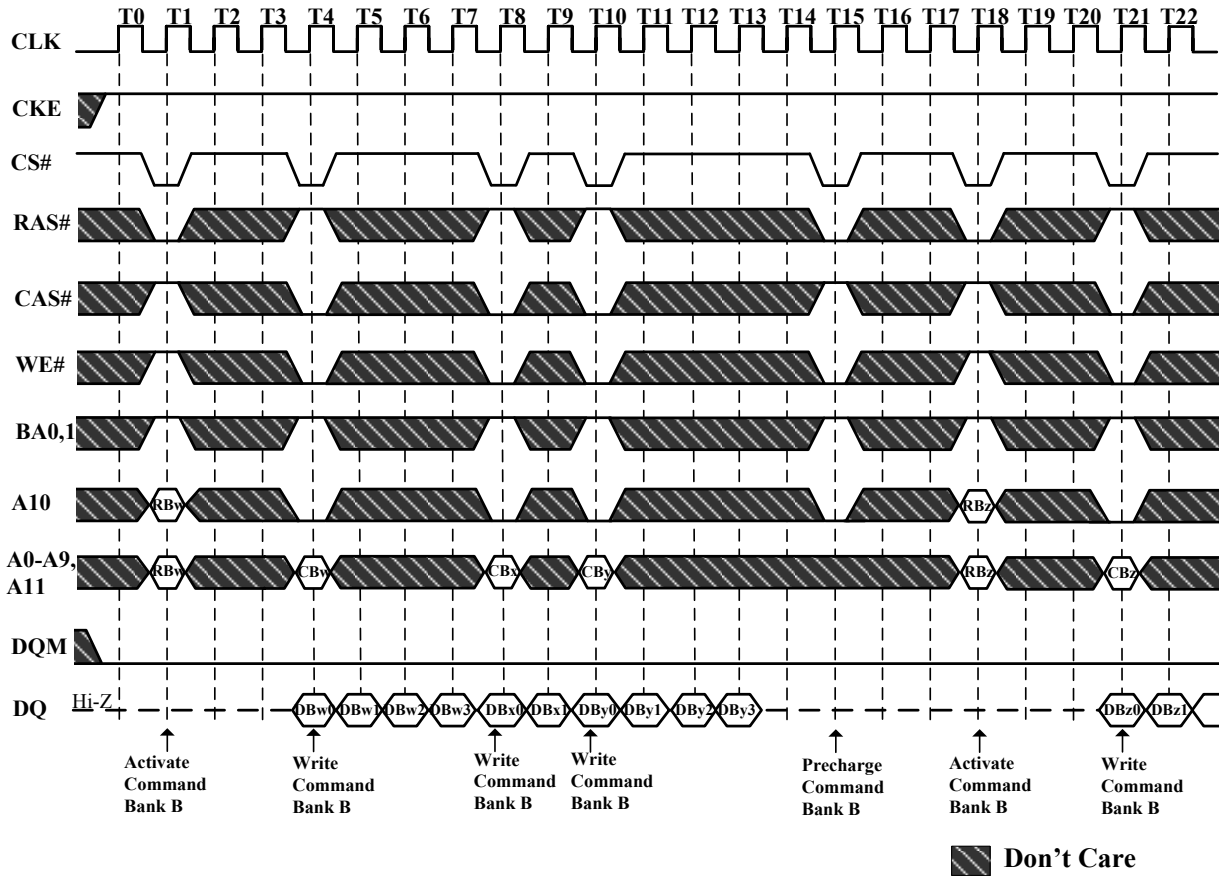 T0 T1 T2 T3 T4 T5 T6 T7 T8 T9 T10 T11 T12 T13 T14 T15 T16 T17 T18 T19 T20 T21 T22
CLK
CKE
CS#
RAS#
CAS#
WE#
BA0,1
A10 RBw RBz
A0-A9,
A11 RBw CBw CBx CBy RBz CBz
DQM
DQ Hi-Z DBw0 DBw1 DBw2 DBw3 DBx0 DBx1 DBy0 DBy1 DBy2 DBy3 DBz0 DBz1
Activate
Command
Bank B
Write
Command
Bank B
Write
Command
Bank B
Write
Command
Bank B
Precharge
Command
Bank B
Activate
Command
Bank B
Write
Command
Bank B
Don't Care